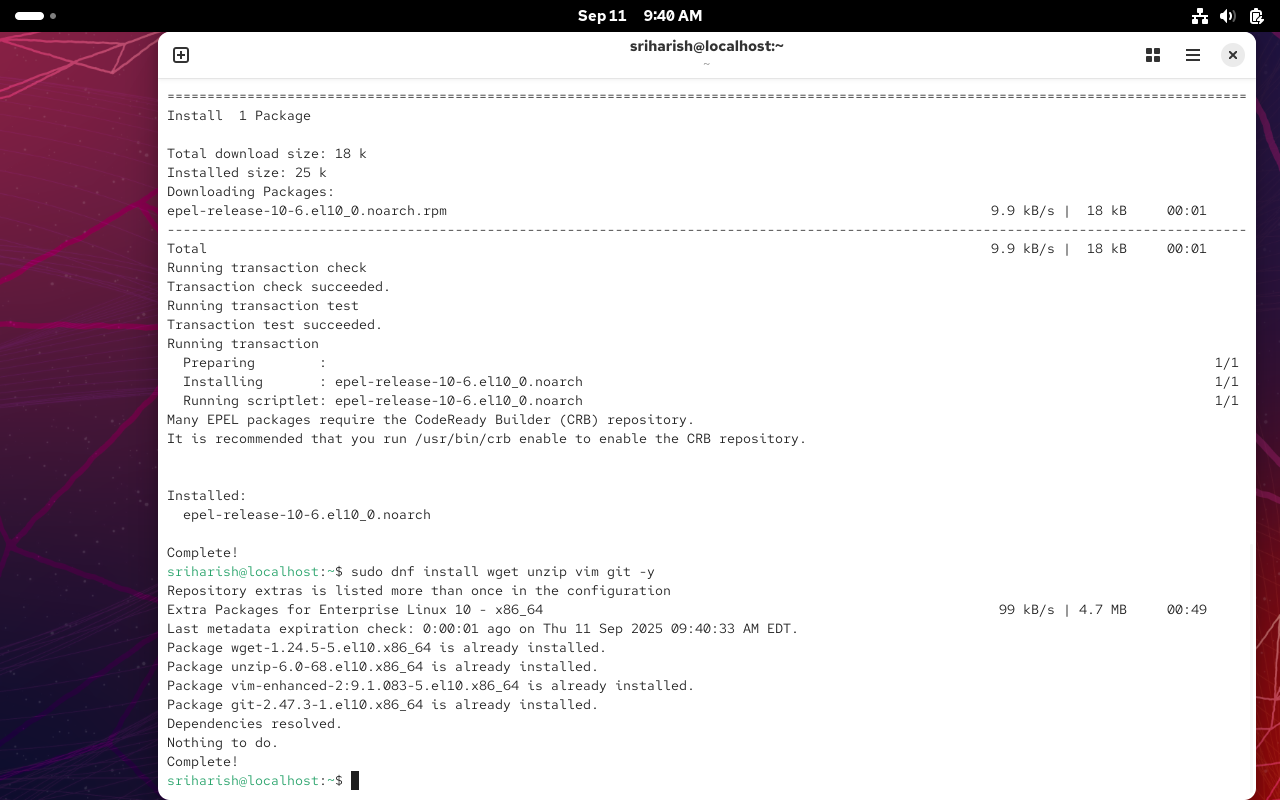 Sep 11 9:40 AM
sriharish@localhost:~
~
=======================================================================================================================================
Install  1 Package
Total download size: 18 k
Installed size: 25 k
Downloading Packages:
epel-release-10-6.el10_0.noarch.rpm 9.9 kB/s |  18 kB     00:01
---------------------------------------------------------------------------------------------------------------------------------------
Total 9.9 kB/s |  18 kB     00:01
Running transaction check
Transaction check succeeded.
Running transaction test
Transaction test succeeded.
Running transaction
  Preparing        : 1/1
  Installing       : epel-release-10-6.el10_0.noarch 1/1
  Running scriptlet: epel-release-10-6.el10_0.noarch 1/1
Many EPEL packages require the CodeReady Builder (CRB) repository.
It is recommended that you run /usr/bin/crb enable to enable the CRB repository.
Installed:
  epel-release-10-6.el10_0.noarch
Complete!
sriharish@localhost:~$ sudo dnf install wget unzip vim git -y
Repository extras is listed more than once in the configuration
Extra Packages for Enterprise Linux 10 - x86_64 99 kB/s | 4.7 MB     00:49
Last metadata expiration check: 0:00:01 ago on Thu 11 Sep 2025 09:40:33 AM EDT.
Package wget-1.24.5-5.el10.x86_64 is already installed.
Package unzip-6.0-68.el10.x86_64 is already installed.
Package vim-enhanced-2:9.1.083-5.el10.x86_64 is already installed.
Package git-2.47.3-1.el10.x86_64 is already installed.
Dependencies resolved.
Nothing to do.
Complete!
sriharish@localhost:~$